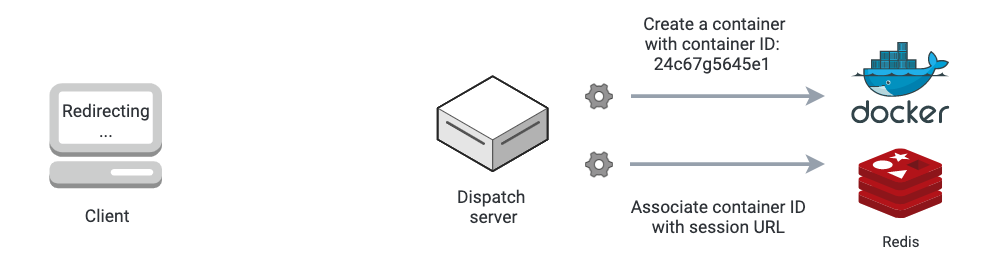 Redirecting
...
Client
Dispatch
server
Create a container
with container ID:
24c67g5645e1
docker
Associate container ID
with session URL
Redis